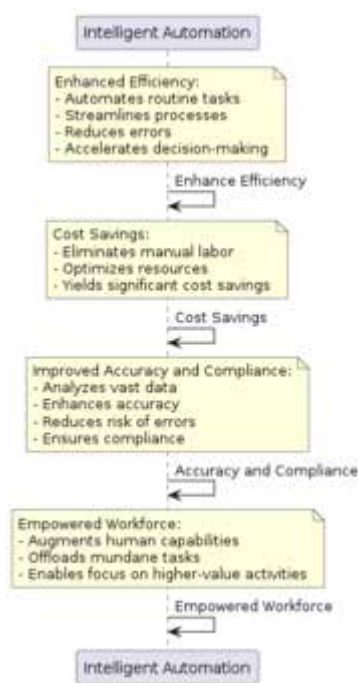 Intelligent Automation
Enhanced Efficiency:
- Automates routine tasks
- Streamlines processes
- Reduces errors
- Accelerates decision-making
Enhance Efficiency
Cost Savings:
- Eliminates manual labor
- Optimizes resources
- Yields significant cost savings
Cost Savings
Improved Accuracy and Compliance:
- Analyzes vast data
- Enhances accuracy
- Reduces risk of errors
- Ensures compliance
Accuracy and Compliance
Empowered Workforce:
- Augments human capabilities
- Offloads mundane tasks
- Enables focus on higher-value activities
Empowered Workforce
Intelligent Automation